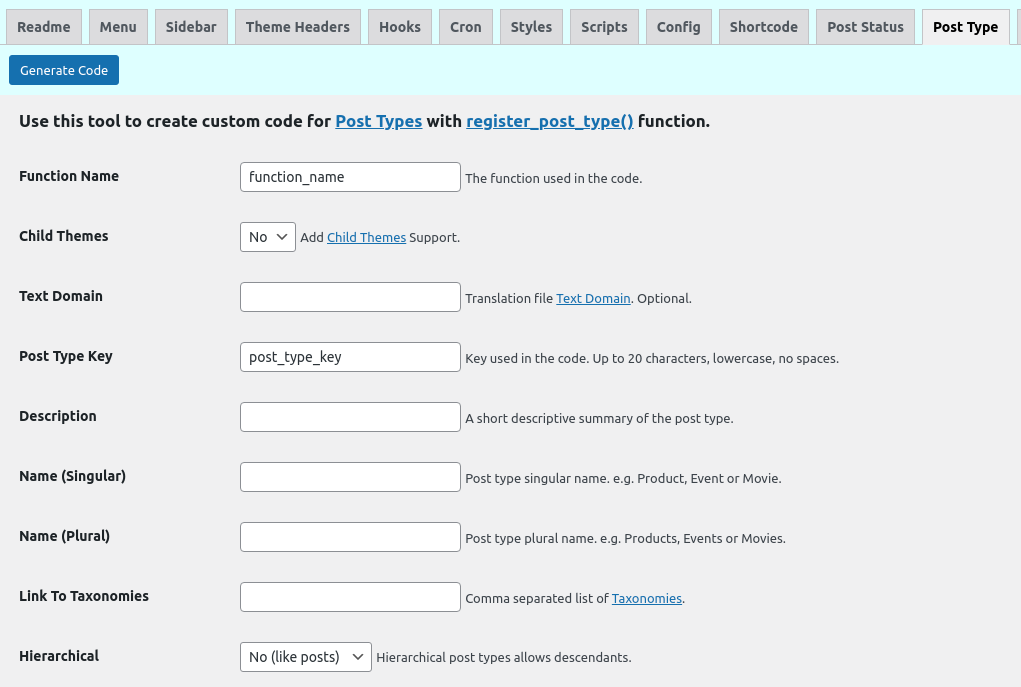 Readme Menu Sidebar Theme Headers Hooks Cron Styles Scripts Config Shortcode Post Status Post Type
Generate Code
Use this tool to create custom code for Post Types with register_post_type() function.
Function Name function_name The function used in the code.
Child Themes No Add Child Themes Support.
Text Domain Translation file Text Domain. Optional.
Post Type Key post_type_key Key used in the code. Up to 20 characters, lowercase, no spaces.
Description A short descriptive summary of the post type.
Name (Singular) Post type singular name. e.g. Product, Event or Movie.
Name (Plural) Post type plural name. e.g. Products, Events or Movies.
Link To Taxonomies Comma separated list of Taxonomies.
Hierarchical No (like posts) Hierarchical post types allows descendants.